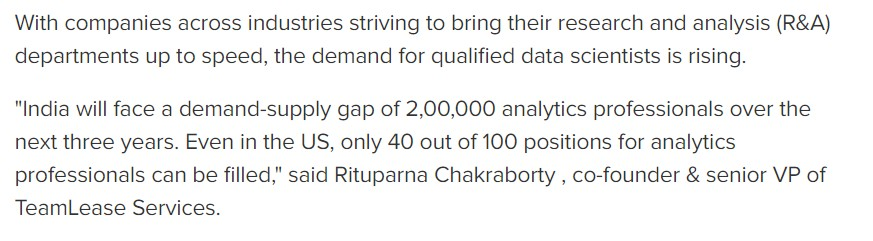 With companies across industries striving to bring their research and analysis (R&A)
departments up to speed, the demand for qualified data scientists is rising.
"India will face a demand-supply gap of 2,00,000 analytics professionals over the
next three years. Even in the US, only 40 out of 100 positions for analytics
professionals can be filled," said Rituparna Chakraborty , co-founder & senior VP of
TeamLease Services.